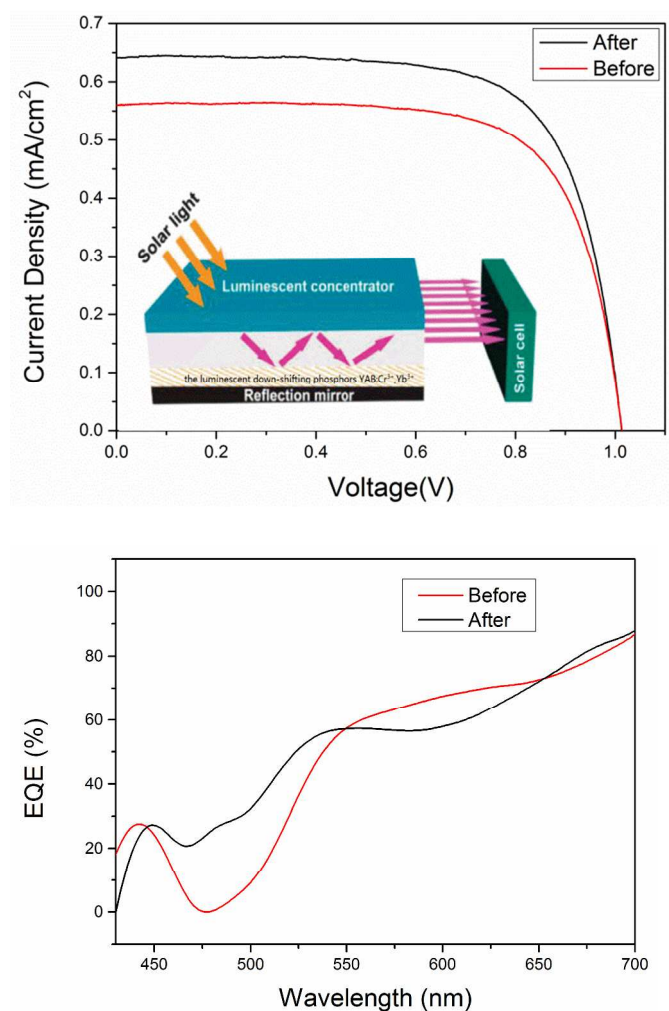 0.7
0.6
0.5
0.4
0.3
0.2
0.1
0.0
Current Density (mA/cm²)
After
Before
Solar light
Luminescent concentrator
the luminescent down-shifting phosphors YAB:Cr³⁺,Yb³⁺
Reflection mirror
Solar cell
0.0 0.2 0.4 0.6 0.8 1.0
Voltage(V)
100
80
60
40
20
0
EQE (%)
Before
After
450 500 550 600 650 700
Wavelength (nm)